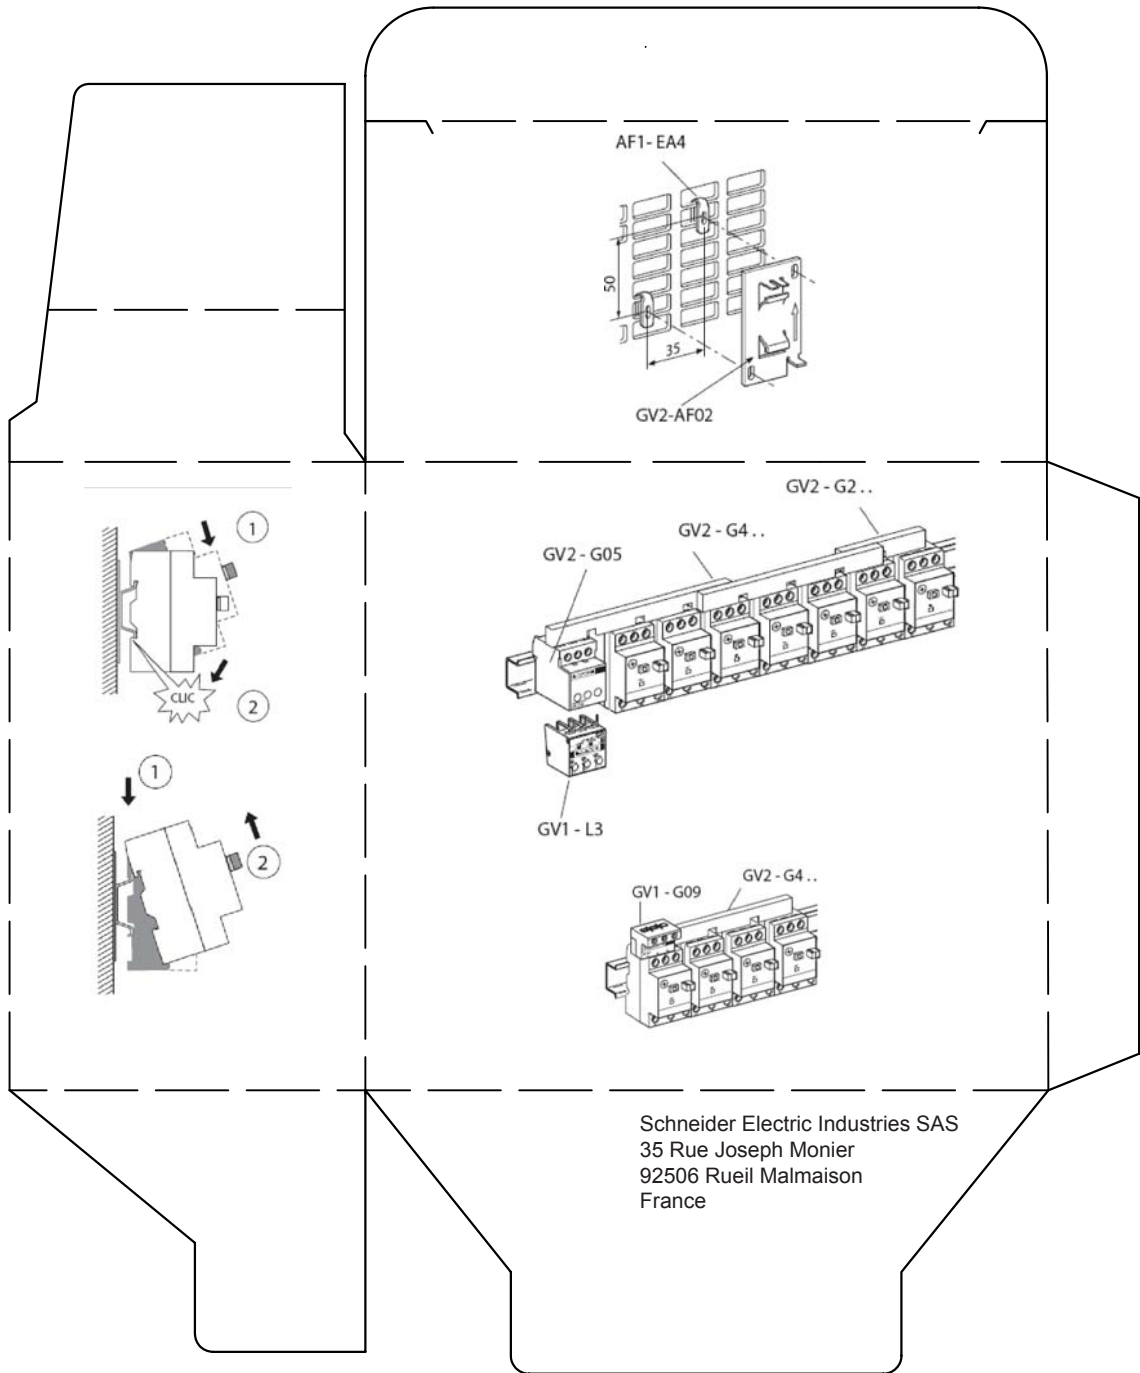 AF1- EA4
50
35
GV2-AF02
1
CLIC
2
1
2
GV2 - G2 . .
GV2 - G4 . .
GV2 - G05
GV1 - L3
GV2 - G4 . .
GV1 - G09
Schneider Electric Industries SAS
35 Rue Joseph Monier
92506 Rueil Malmaison
France